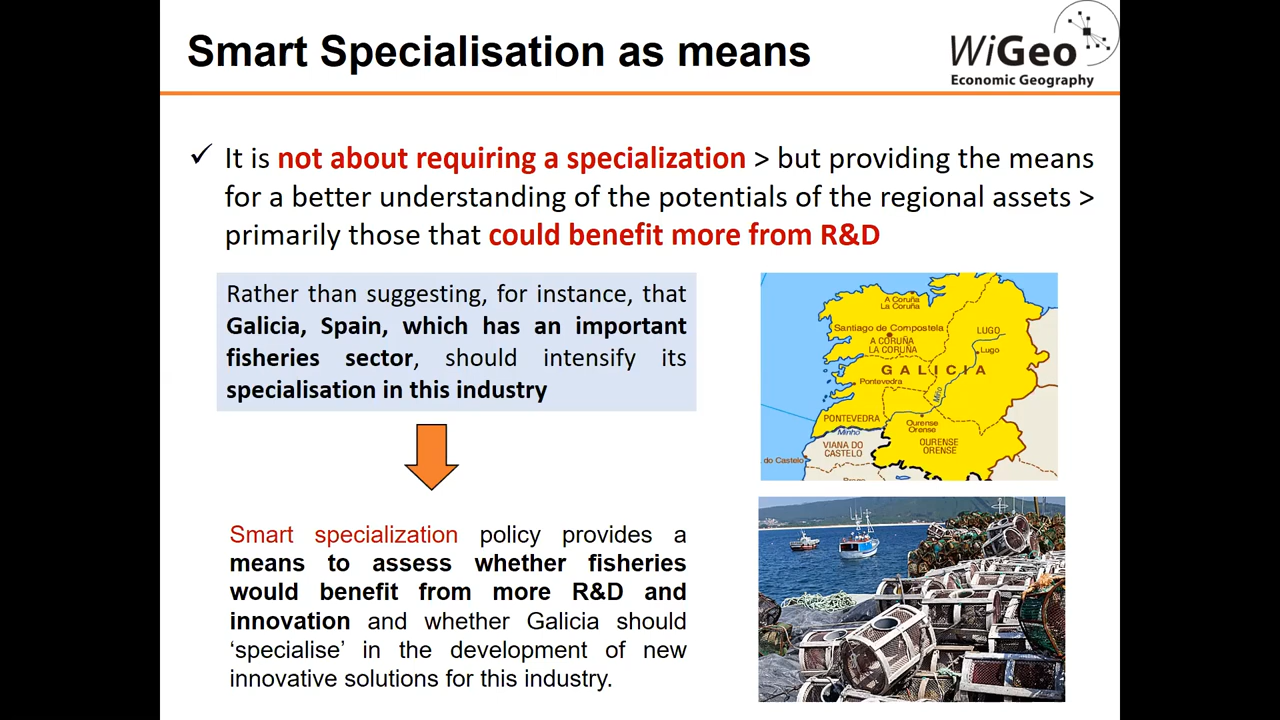 Smart Specialisation as means
WiGeo
Economic Geography
✓ It is not about requiring a specialization > but providing the means
for a better understanding of the potentials of the regional assets >
primarily those that could benefit more from R&D
Rather than suggesting, for instance, that
Galicia, Spain, which has an important
fisheries sector, should intensify its
specialisation in this industry
A Coruña
La Coruña
Santiago de Compostela
A CORUÑA
LA CORUÑA
LUGO
Lugo
GALICIA
Pontevedra
Miño
PONTEVEDRA
Ourense
Orense
Minho
VIANA DO
CASTELO
OURENSE
ORENSE
do Castelo
Smart specialization policy provides a
means to assess whether fisheries
would benefit from more R&D and
innovation and whether Galicia should
‘specialise’ in the development of new
innovative solutions for this industry.